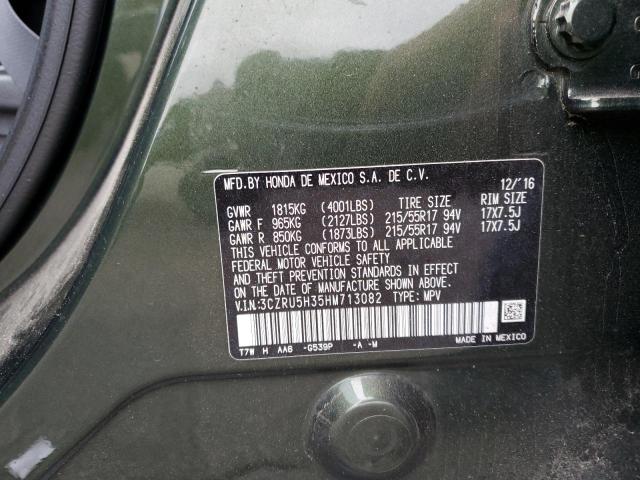 MFD.BY HONDA DE MEXICO S.A. DE C.V. 12/'16
GVWR 1815KG (4001LBS) TIRE SIZE RIM SIZE
GAWR F 965KG (2127LBS) 215/55R17 94V 17X7.5J
GAWR R 850KG (1873LBS) 215/55R17 94V 17X7.5J
THIS VEHICLE CONFORMS TO ALL APPLICABLE
FEDERAL MOTOR VEHICLE SAFETY
AND THEFT PREVENTION STANDARDS IN EFFECT
ON THE DATE OF MANUFACTURE SHOWN ABOVE.
V.I.N:3CZRU5H35HM713082 TYPE: MPV
T7W H AA6 -G539P -A -M MADE IN MEXICO